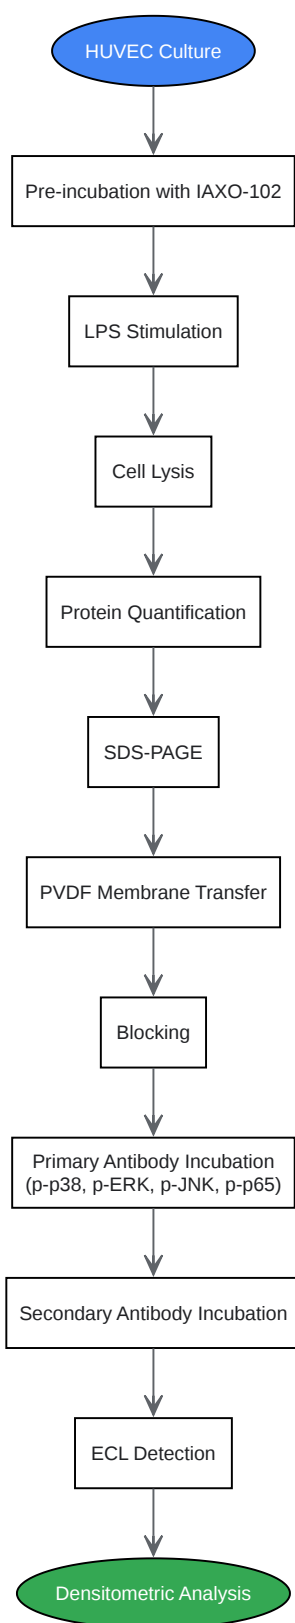 HUVEC Culture
Pre-incubation with IAXO-102
LPS Stimulation
Cell Lysis
Protein Quantification
SDS-PAGE
PVDF Membrane Transfer
Blocking
Primary Antibody Incubation
(p-p38, p-ERK, p-JNK, p-p65)
Secondary Antibody Incubation
ECL Detection
Densitometric Analysis